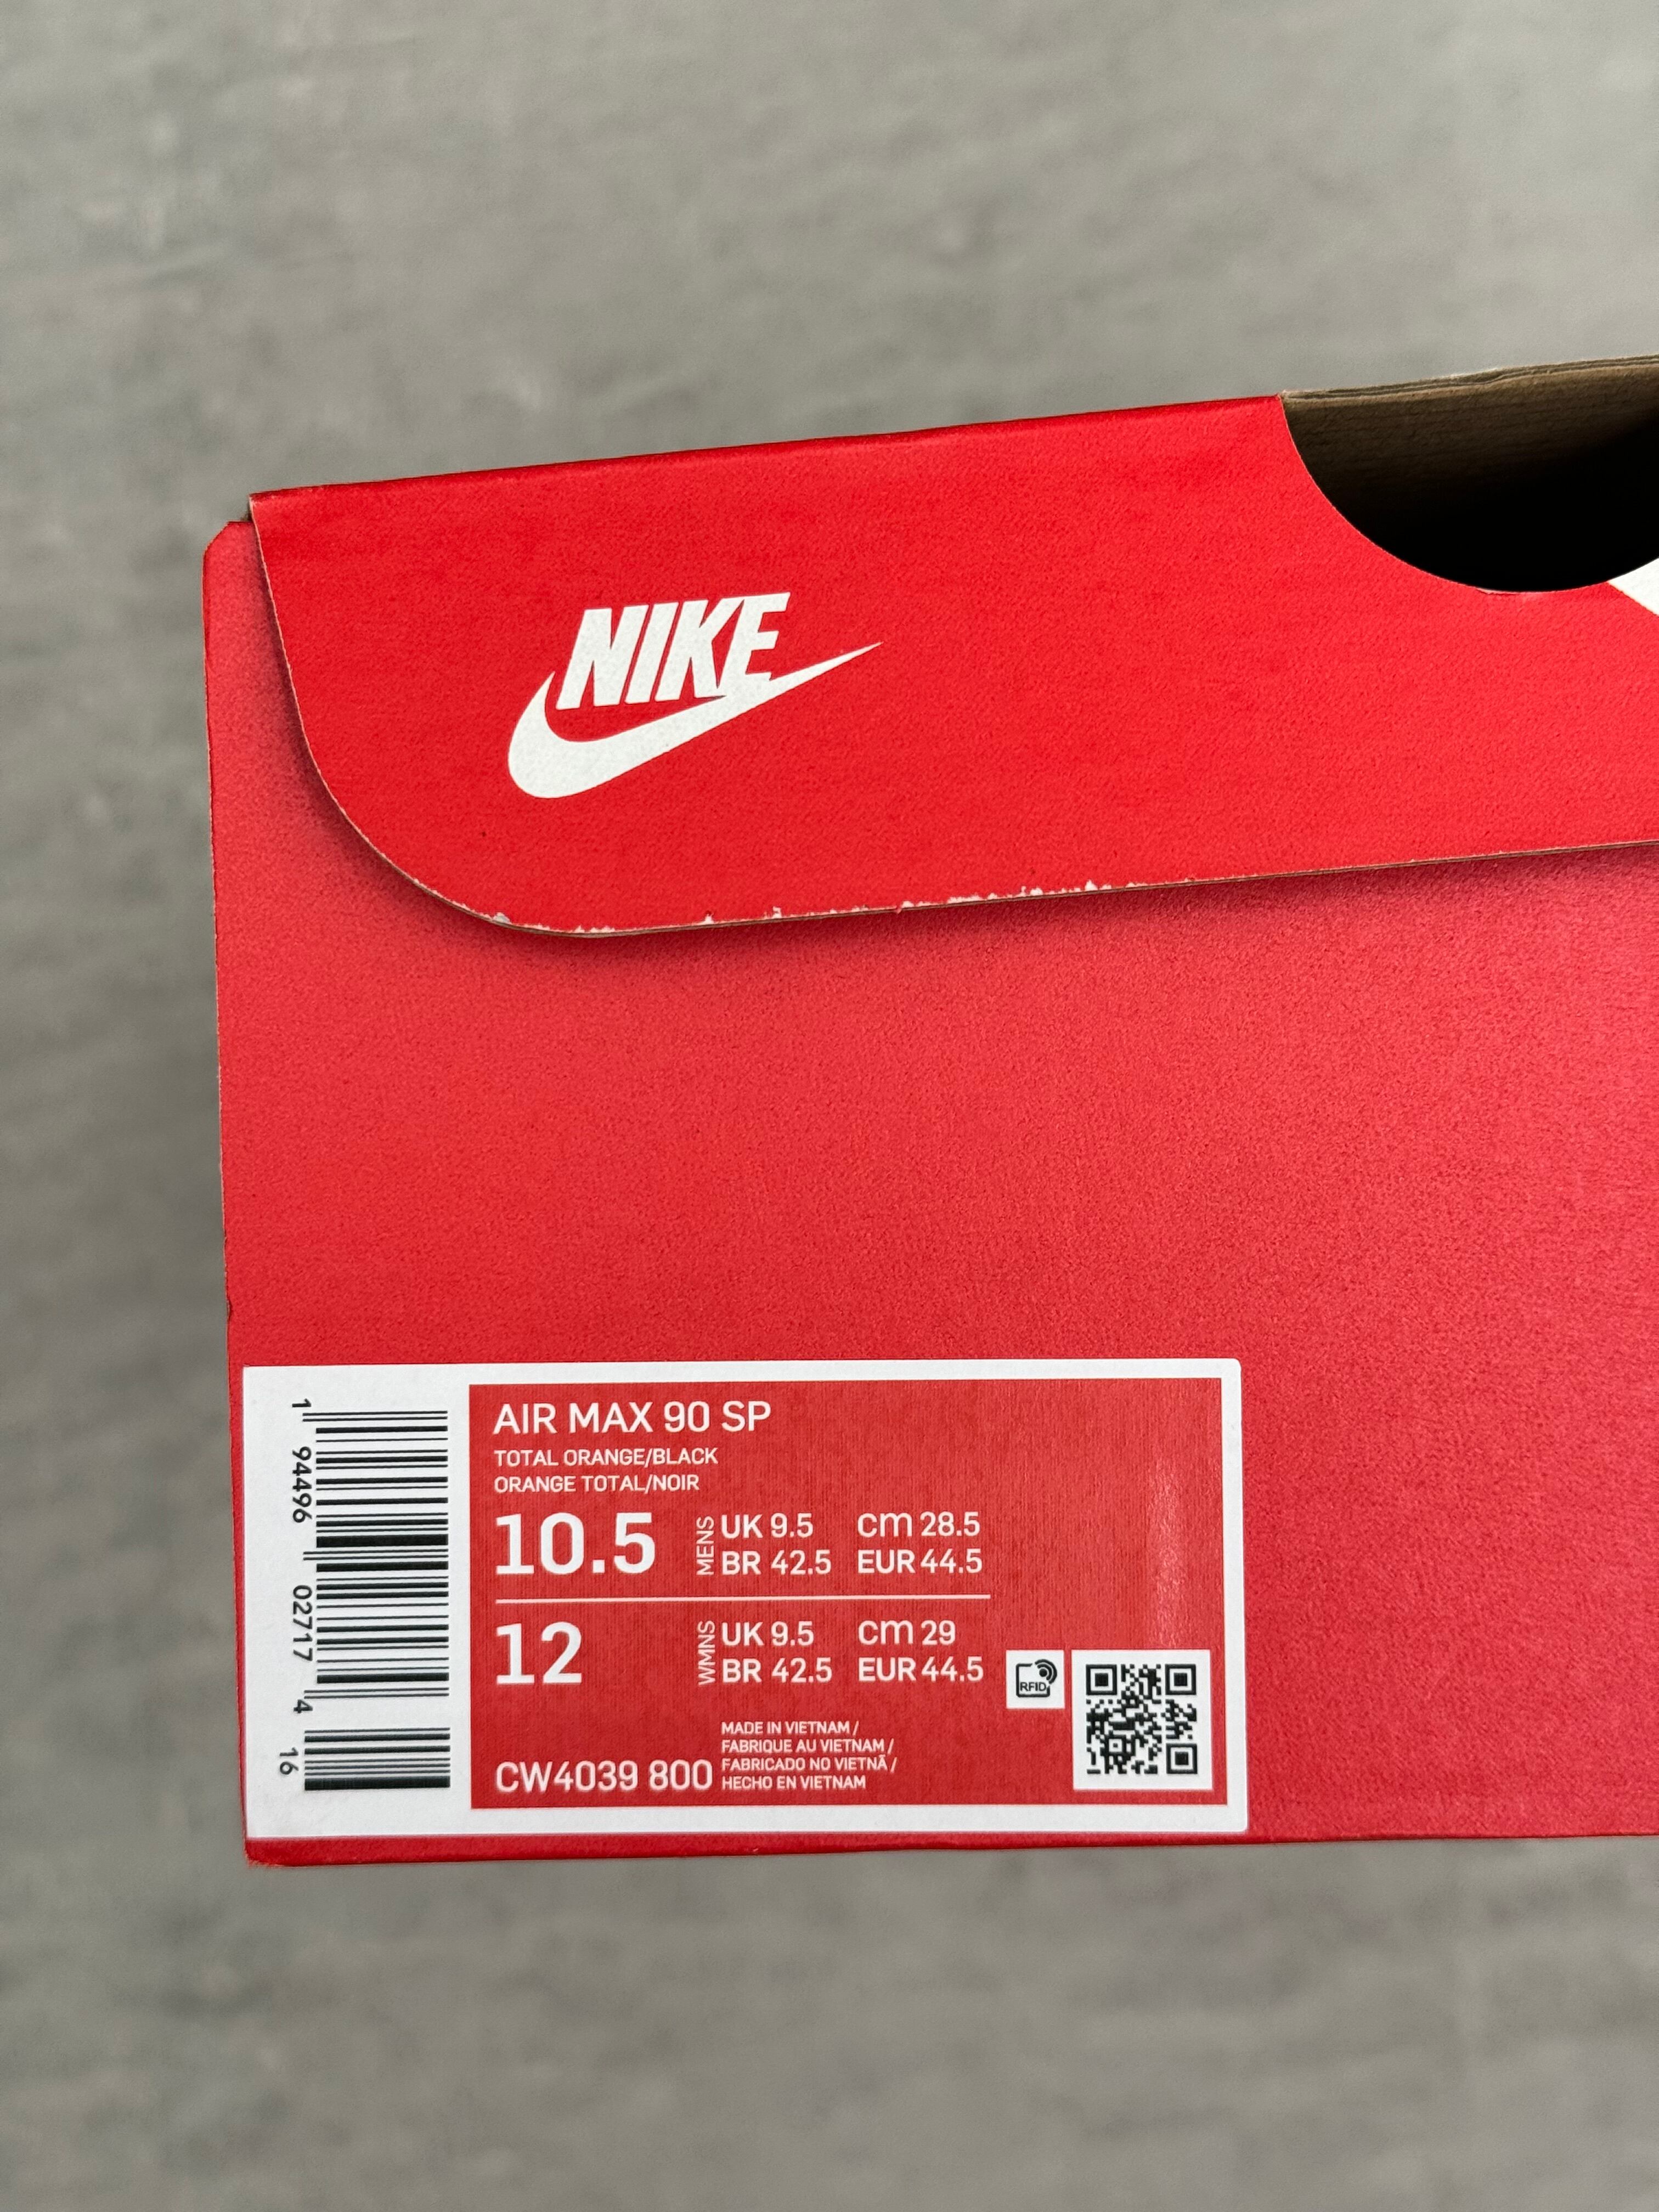 NIKE
AIR MAX 90 SP
TOTAL ORANGE/BLACK
ORANGE TOTAL/NOIR
10.5 MENS UK 9.5 cm 28.5
BR 42.5 EUR 44.5
12 WMNS UK 9.5 cm 29
BR 42.5 EUR 44.5
RFID
CW4039 800
MADE IN VIETNAM /
FABRIQUE AU VIETNAM /
FABRICADO NO VIETNÃ /
HECHO EN VIETNAM
1 94496 02717 4 16